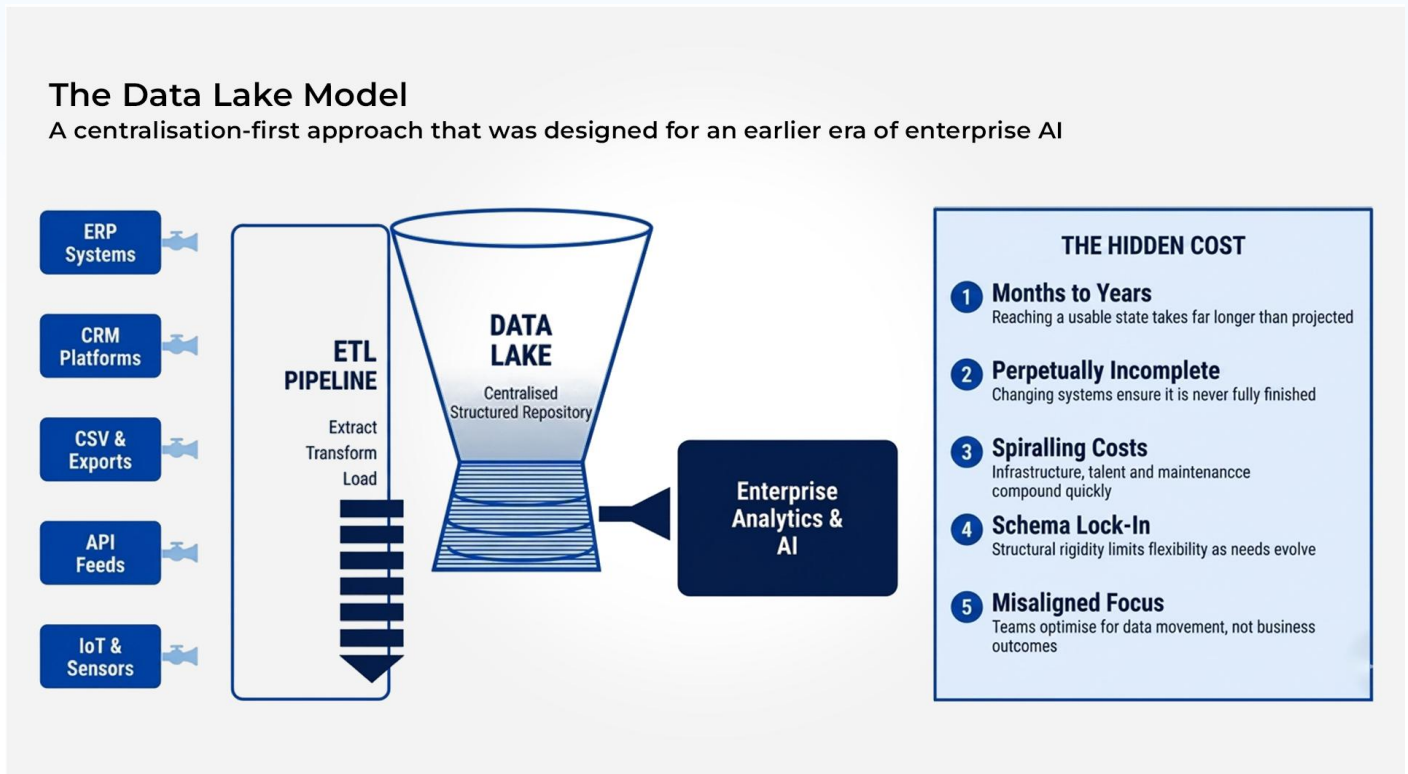 The Data Lake Model
A centralisation-first approach that was designed for an earlier era of enterprise AI
ERP
Systems
CRM
Platforms
CSV &
Exports
API
Feeds
IoT &
Sensors
ETL
PIPELINE
Extract
Transform
Load
DATA
LAKE
Centralised
Structured Repository
Enterprise
Analytics &
AI
THE HIDDEN COST
1 Months to Years
Reaching a usable state takes far longer than projected
2 Perpetually Incomplete
Changing systems ensure it is never fully finished
3 Spiralling Costs
Infrastructure, talent and maintenancce
compound quickly
4 Schema Lock-In
Structural rigidity limits flexibility as needs evolve
5 Misaligned Focus
Teams optimise for data movement, not business
outcomes